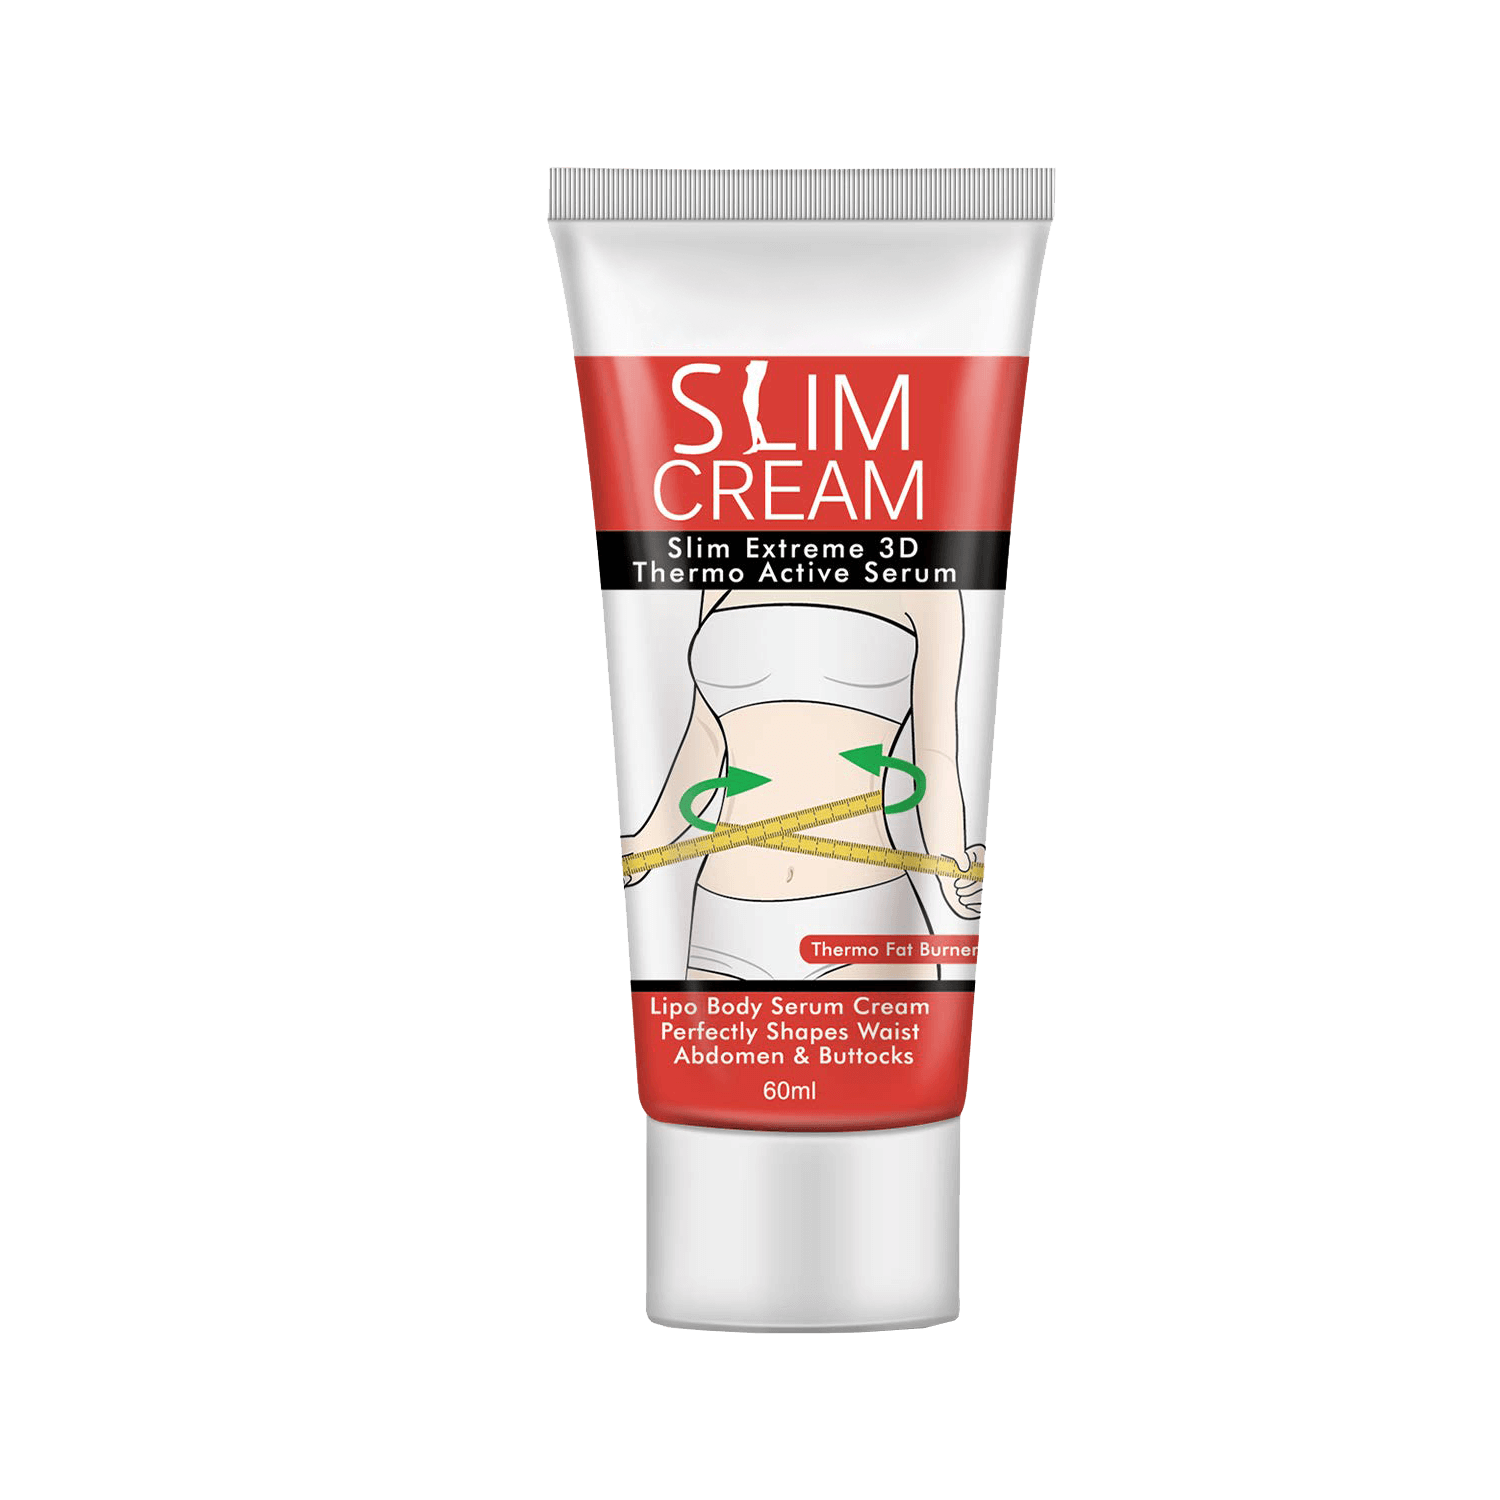 SLIM
CREAM
Slim Extreme 3D
Thermo Active Serum
Thermo Fat Burner
Lipo Body Serum Cream
Perfectly Shapes Waist
Abdomen & Buttocks
60ml